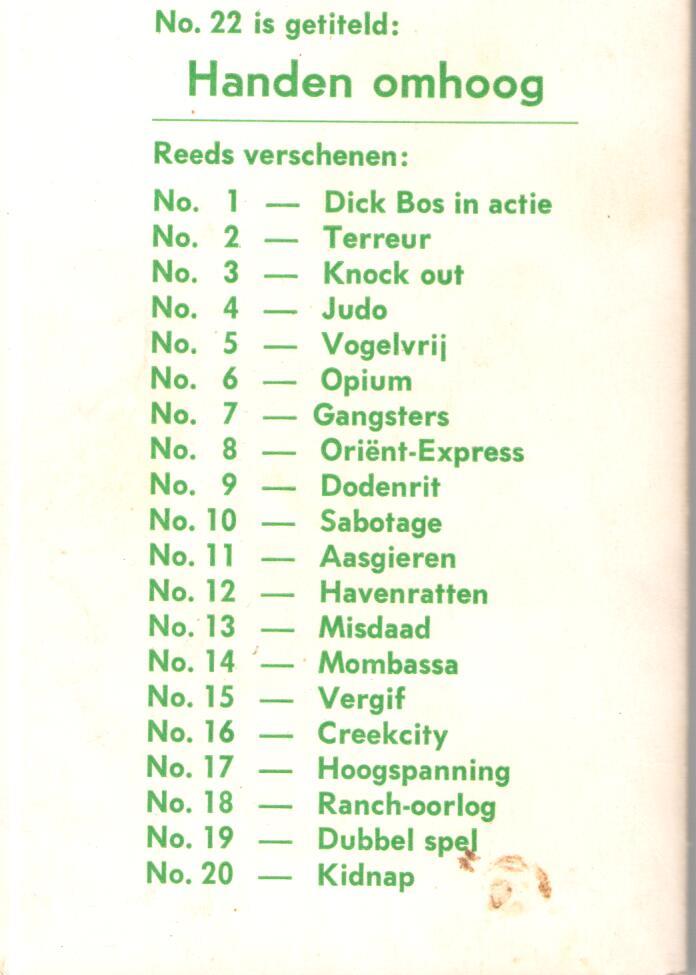 No. 22 is getiteld:
Handen omhoog
Reeds verschenen:
No. 1 — Dick Bos in actie
No. 2 — Terreur
No. 3 — Knock out
No. 4 — Judo
No. 5 — Vogelvrij
No. 6 — Opium
No. 7 — Gangsters
No. 8 — Oriënt-Express
No. 9 — Dodenrit
No. 10 — Sabotage
No. 11 — Aasgieren
No. 12 — Havenratten
No. 13 — Misdaad
No. 14 — Mombassa
No. 15 — Vergif
No. 16 — Creekcity
No. 17 — Hoogspanning
No. 18 — Ranch-oorlog
No. 19 — Dubbel spel
No. 20 — Kidnap